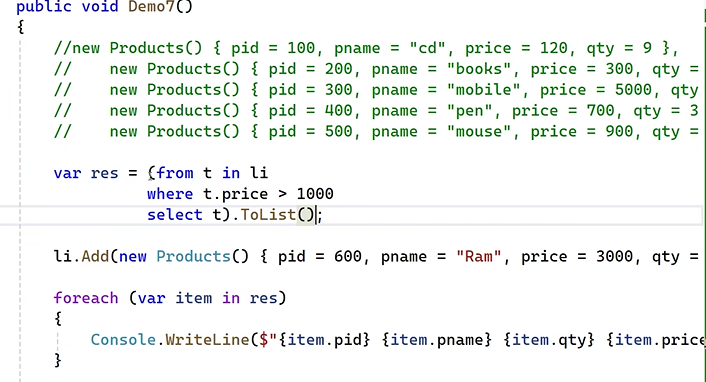 public void Demo7()
{
//new Products() { pid = 100, pname = "cd", price = 120, qty = 9 },
// new Products() { pid = 200, pname = "books", price = 300, qty =
// new Products() { pid = 300, pname = "mobile", price = 5000, qty
// new Products() { pid = 400, pname = "pen", price = 700, qty = 3
// new Products() { pid = 500, pname = "mouse", price = 900, qty =
var res = (from t in li
where t.price > 1000
select t).ToList();
li.Add(new Products() { pid = 600, pname = "Ram", price = 3000, qty =
foreach (var item in res)
{
Console.WriteLine($"{item.pid} {item.pname} {item.qty} {item.price
}